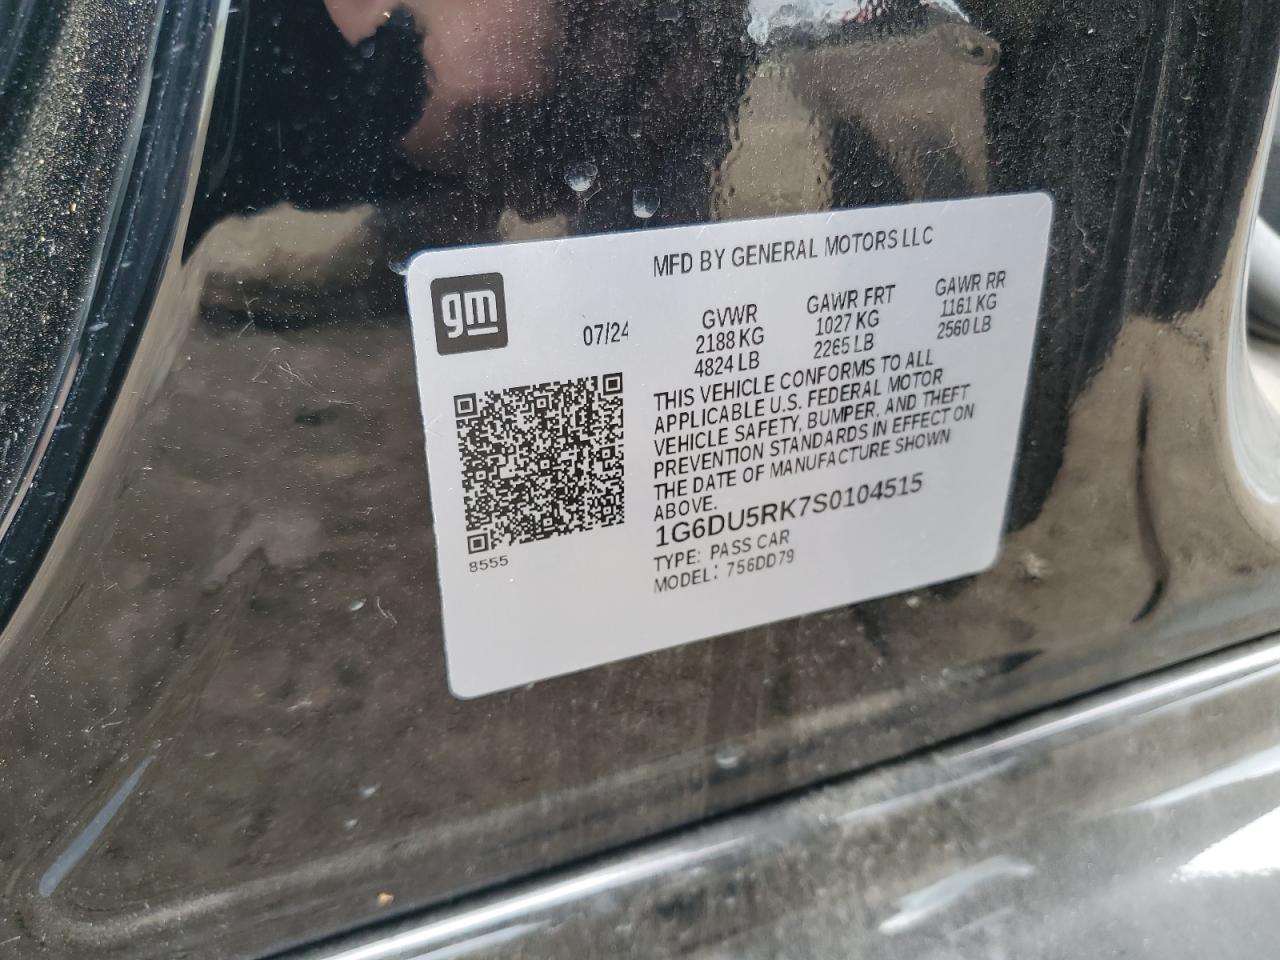 MFD BY GENERAL MOTORS LLC
gm
07/24
GVWR GAWR FRT GAWR RR
2188 KG 1027 KG 1161 KG
4824 LB 2265 LB 2560 LB
THIS VEHICLE CONFORMS TO ALL
APPLICABLE U.S. FEDERAL MOTOR
VEHICLE SAFETY, BUMPER, AND THEFT
PREVENTION STANDARDS IN EFFECT ON
THE DATE OF MANUFACTURE SHOWN
ABOVE.
1G6DU5RK7S0104515
TYPE: PASS CAR
MODEL: 756DD79
8555